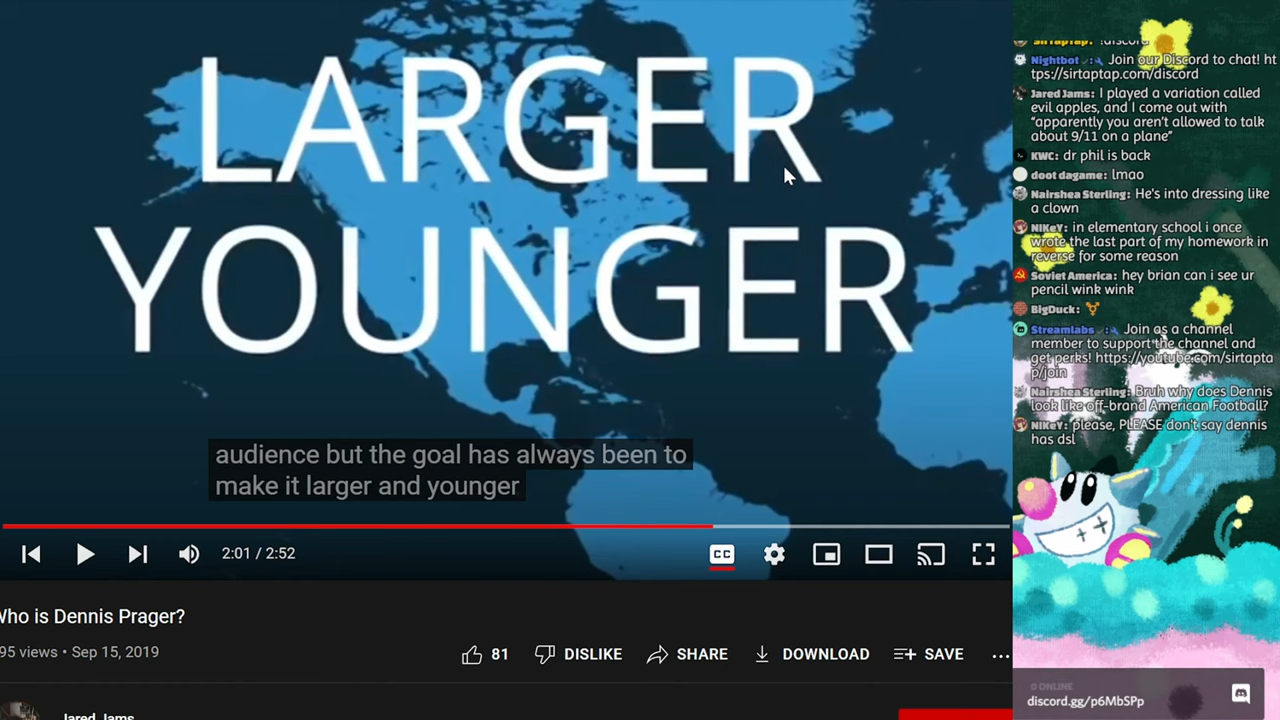 LARGER
YOUNGER
audience but the goal has always been to
make it larger and younger
2:01 / 2:52
CC
Who is Dennis Prager?
95 views • Sep 15, 2019
81
DISLIKE
SHARE
DOWNLOAD
SAVE
Jared Jams
SirTapTap: !discord
Nightbot: Join our Discord to chat! ht
tps://sirtaptap.com/discord
Jared Jams: I played a variation called
evil apples, and I come out with
“apparently you aren’t allowed to talk
about 9/11 on a plane”
KWC: dr phil is back
doot dagame: lmao
Nairshea Sterling: He's into dressing like
a clown
NIKeY: in elementary school i once
wrote the last part of my homework in
reverse for some reason
Soviet America: hey brian can i see ur
pencil wink wink
BigDuck:
Streamlabs: Join as a channel
member to support the channel and
get perks! https://youtube.com/sirtapta
p/join
Nairshea Sterling: Bruh why does Dennis
look like off-brand American Football?
NIKeY: please, PLEASE don't say dennis
has dsl
0 ONLINE
discord.gg/p6MbSPp